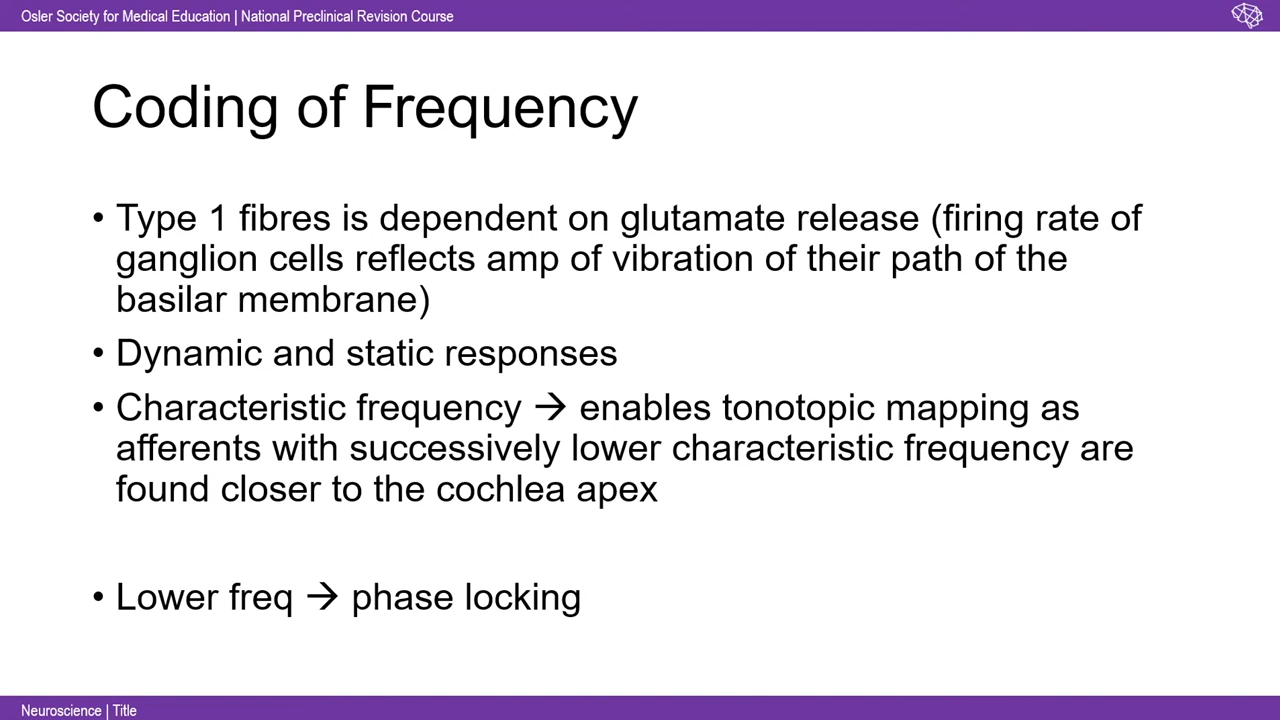 Osler Society for Medical Education | National Preclinical Revision Course
Coding of Frequency
• Type 1 fibres is dependent on glutamate release (firing rate of
ganglion cells reflects amp of vibration of their path of the
basilar membrane)
• Dynamic and static responses
• Characteristic frequency → enables tonotopic mapping as
afferents with successively lower characteristic frequency are
found closer to the cochlea apex
• Lower freq → phase locking
Neuroscience | Title